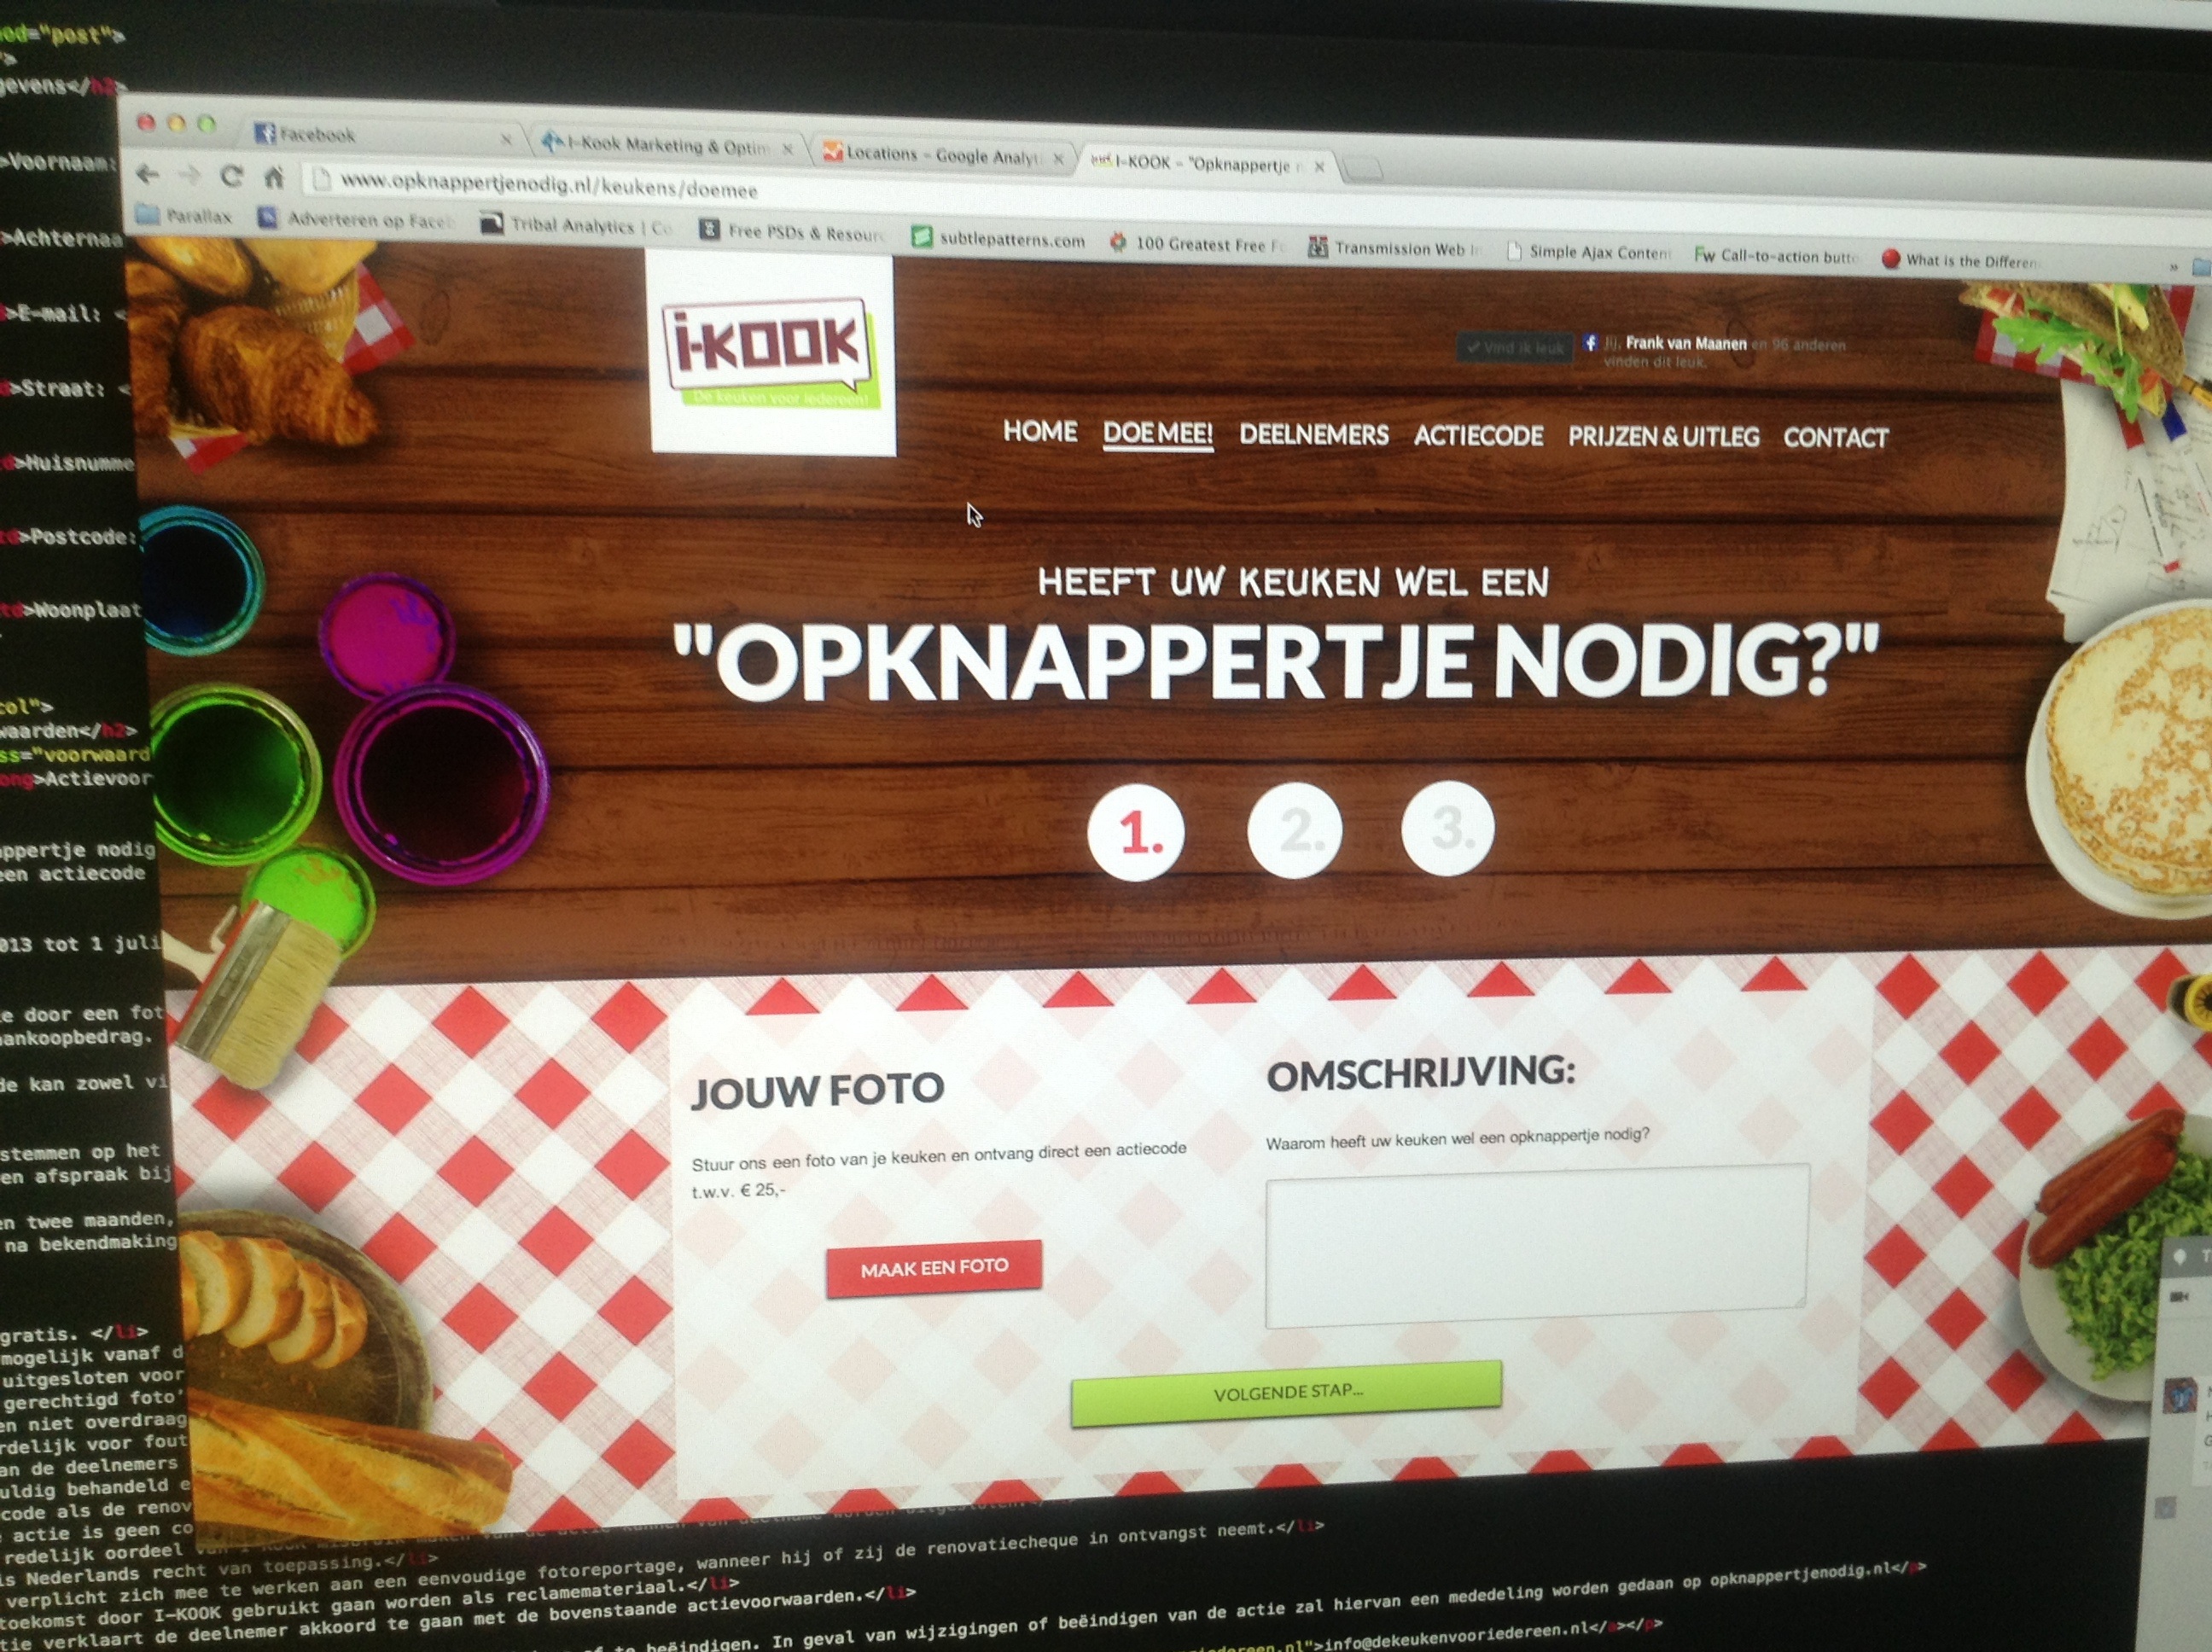 Facebook
I-Kook Marketing & Optim
Locations - Google Analyt
I-KOOK - "Opknappertje n
www.opknappertjenodig.nl/keukens/doemee
Parallax
Adverteren op Face
Tribal Analytics | Co
Free PSDs & Resour
subtlepatterns.com
100 Greatest Free F
Transmission Web I
Simple Ajax Conten
Fw Call-to-action butt
What is the Differen
»
i-KOOK
De keuken voor iedereen!
Vind ik leuk
Jij, Frank van Maanen en 96 anderen
vinden dit leuk.
HOME DOE MEE! DEELNEMERS ACTIECODE PRIJZEN & UITLEG CONTACT
HEEFT UW KEUKEN WEL EEN
"OPKNAPPERTJE NODIG?"
1. 2. 3.
JOUW FOTO
Stuur ons een foto van je keuken en ontvang direct een actiecode
t.w.v. € 25,-
MAAK EEN FOTO
OMSCHRIJVING:
Waarom heeft uw keuken wel een opknappertje nodig?
VOLGENDE STAP...
od="post">
">
gevens</h2>
>Voornaam:
>Achternaa
>E-mail: <
>Straat: <
>Huisnumme
>Postcode:
td>Woonplaat
col">
waarden</h2>
ss="voorwaard
ong>Actievoor
appertje nodig
een actiecode
013 tot 1 juli
e door een fot
aankoopbedrag.
de kan zowel vi
stemmen op het
en afspraak bij
en twee maanden,
na bekendmaking
gratis. </li>
mogelijk vanaf d
uitgesloten voor
gerechtigd foto'
en niet overdraag
rdelijk voor fout
an de deelnemers
uldig behandeld e
code als de renov
actie is geen co
redelijk oordeel
is Nederlands recht van toepassing.</li>
verplicht zich mee te werken aan een eenvoudige fotoreportage, wanneer hij of zij de renovatiecheque in ontvangst neemt.</li>
toekomst door I-KOOK gebruikt gaan worden als reclamemateriaal.</li>
tie verklaart de deelnemer akkoord te gaan met de bovenstaande actievoorwaarden.</li>
of te beëindigen. In geval van wijzigingen of beëindigen van de actie zal hiervan een mededeling worden gedaan op opknappertjenodig.nl</p>
iedereen.nl">info@dekeukenvooriedereen.nl</a></p>